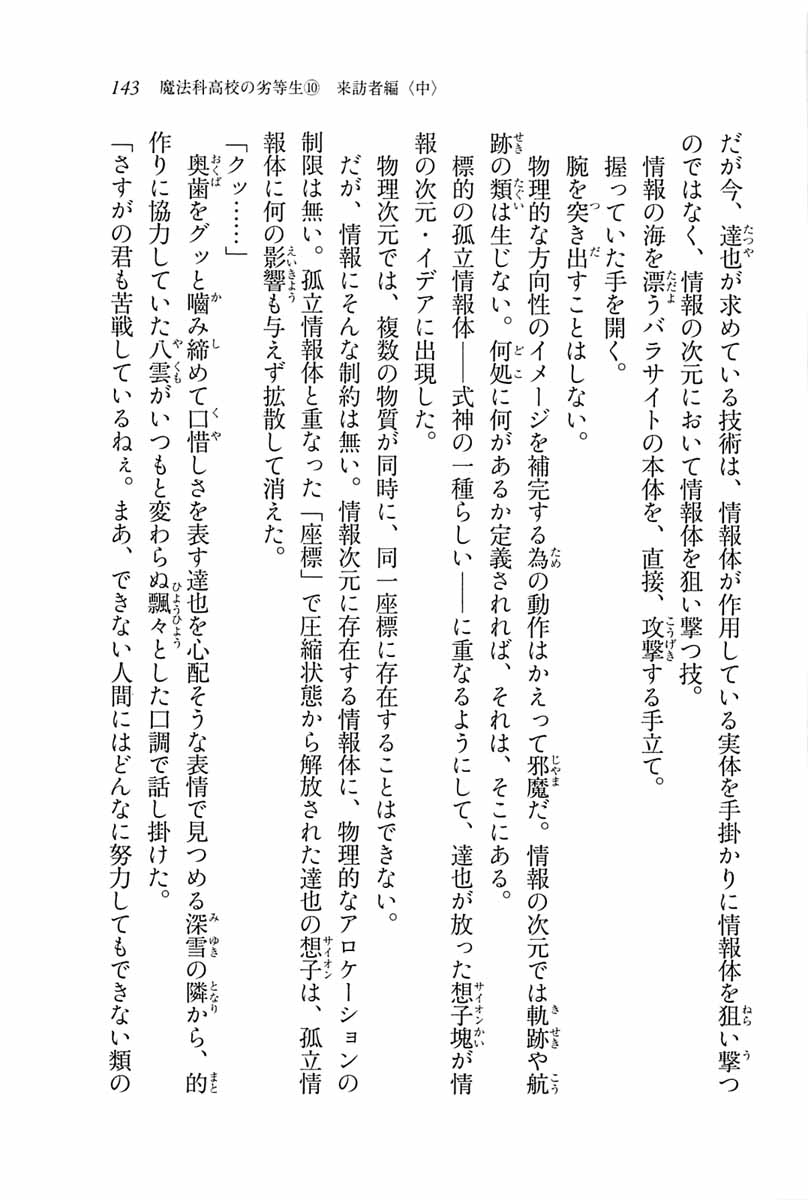 143 魔法科高校の劣等生⑩ 来訪者編〈中〉
だが今、達也が求めている技術は、情報体が作用している実体を手掛かりに情報体を狙い撃つ
のではなく、情報の次元において情報体を狙い撃つ技。
情報の海を漂うパラサイトの本体を、直接、攻撃する手立て。
握っていた手を開く。
腕を突き出すことはしない。
物理的な方向性のイメージを補完する為の動作はかえって邪魔だ。情報の次元では軌跡や航
跡の類は生じない。何処に何があるか定義されれば、それは、そこにある。
標的の孤立情報体――式神の一種らしい――に重なるようにして、達也が放った想子塊が情
報の次元・イデアに出現した。
物理次元では、複数の物質が同時に、同一座標に存在することはできない。
だが、情報にそんな制約は無い。情報次元に存在する情報体に、物理的なアロケーションの
制限は無い。孤立情報体と重なった「座標」で圧縮状態から解放された達也の想子は、孤立情
報体に何の影響も与えず拡散して消えた。
「クッ……」
奥歯をグッと嚙み締めて口惜しさを表す達也を心配そうな表情で見つめる深雪の隣から、的
作りに協力していた八雲がいつもと変わらぬ飄々とした口調で話し掛けた。
「さすがの君も苦戦しているねぇ。まあ、できない人間にはどんなに努力してもできない類の